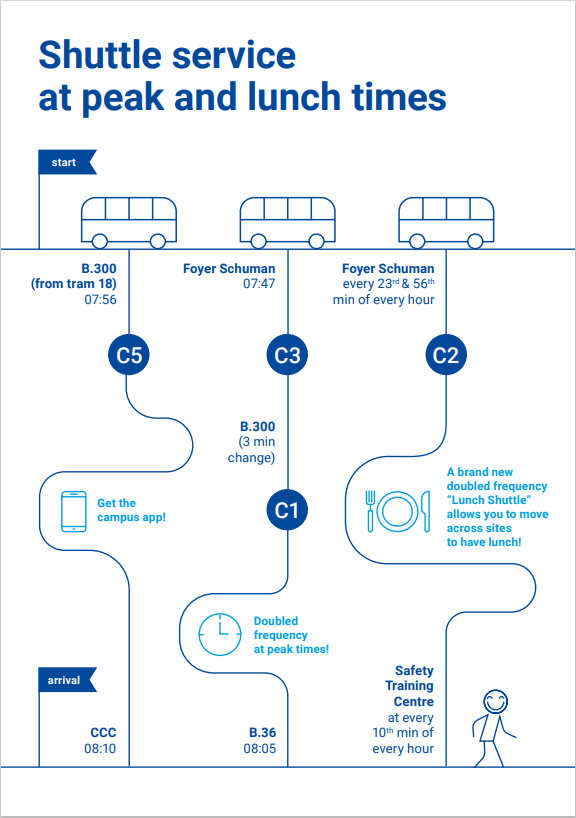 Shuttle service
at peak and lunch times
start
B.300
(from tram 18)
07:56
Foyer Schuman
07:47
Foyer Schuman
every 23rd & 56th
min of every hour
C5
C3
C2
B.300
(3 min
change)
A brand new
doubled frequency
“Lunch Shuttle”
allows you to move
across sites
to have lunch!
Get the
campus app!
C1
Doubled
frequency
at peak times!
arrival
CCC
08:10
B.36
08:05
Safety
Training
Centre
at every
10th min of
every hour